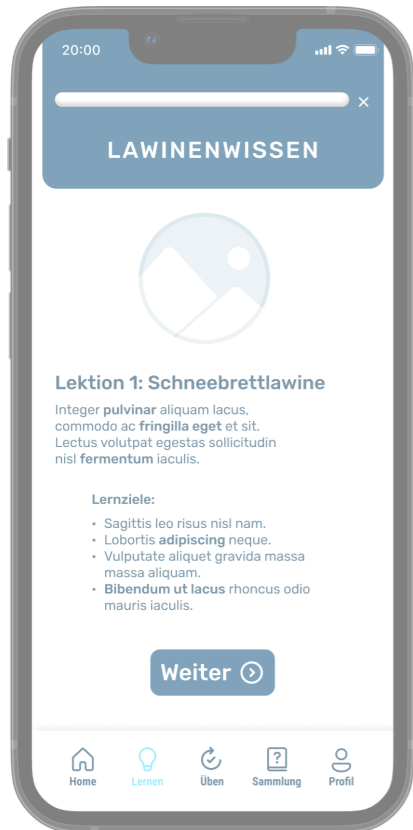 20:00
×
LAWINENWISSEN
Lektion 1: Schneebrettlawine
Integer pulvinar aliquam lacus,
commodo ac fringilla eget et sit.
Lectus volutpat egestas sollicitudin
nisl fermentum iaculis.
Lernziele:
• Sagittis leo risus nisl nam.
• Lobortis adipiscing neque.
• Vulputate aliquet gravida massa
massa aliquam.
• Bibendum ut lacus rhoncus odio
mauris iaculis.
Weiter
?
Home Lernen Üben Sammlung Profil